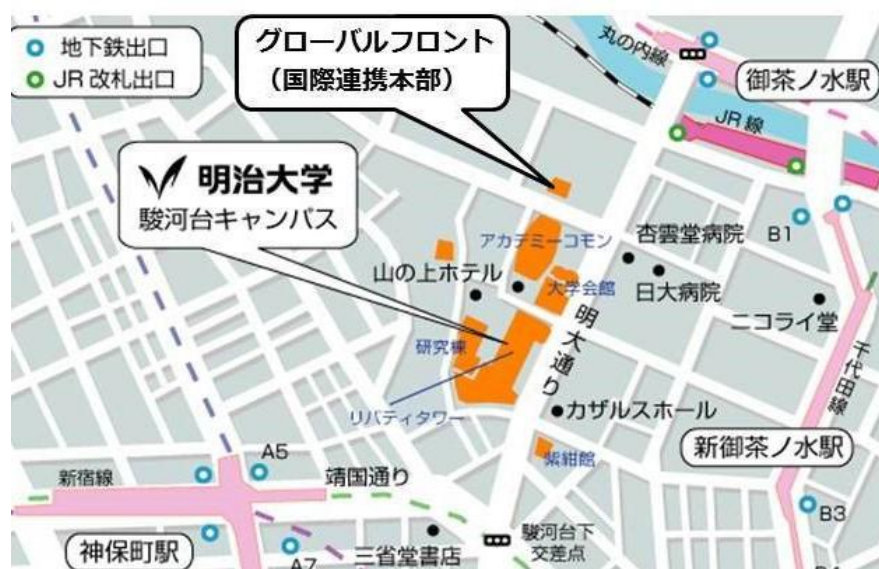 地下鉄出口
JR 改札出口
グローバルフロント
（国際連携本部）
丸の内線
御茶ノ水駅
JR 線
明治大学
駿河台キャンパス
アカデミーコモン
杏雲堂病院
B1
山の上ホテル
大学会館
日大病院
ニコライ堂
研究棟
明大通り
千代田線
リバティタワー
カザルスホール
紫紺館
新御茶ノ水駅
A5
新宿線
靖国通り
B3
神保町駅
A7
三省堂書店
駿河台下
交差点